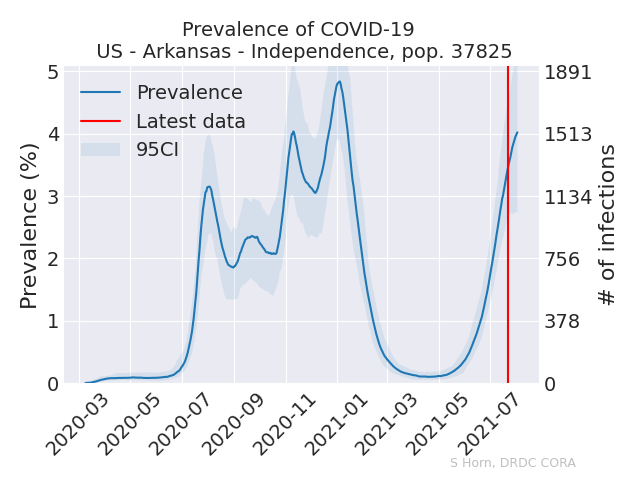 Prevalence of COVID-19
US - Arkansas - Independence, pop. 37825
Prevalence
Latest data
95CI
Prevalence (%)
5
4
3
2
1
0
1891
1513
1134
756
378
0
# of infections
2020-03
2020-05
2020-07
2020-09
2020-11
2021-01
2021-03
2021-05
2021-07
S Horn, DRDC CORA